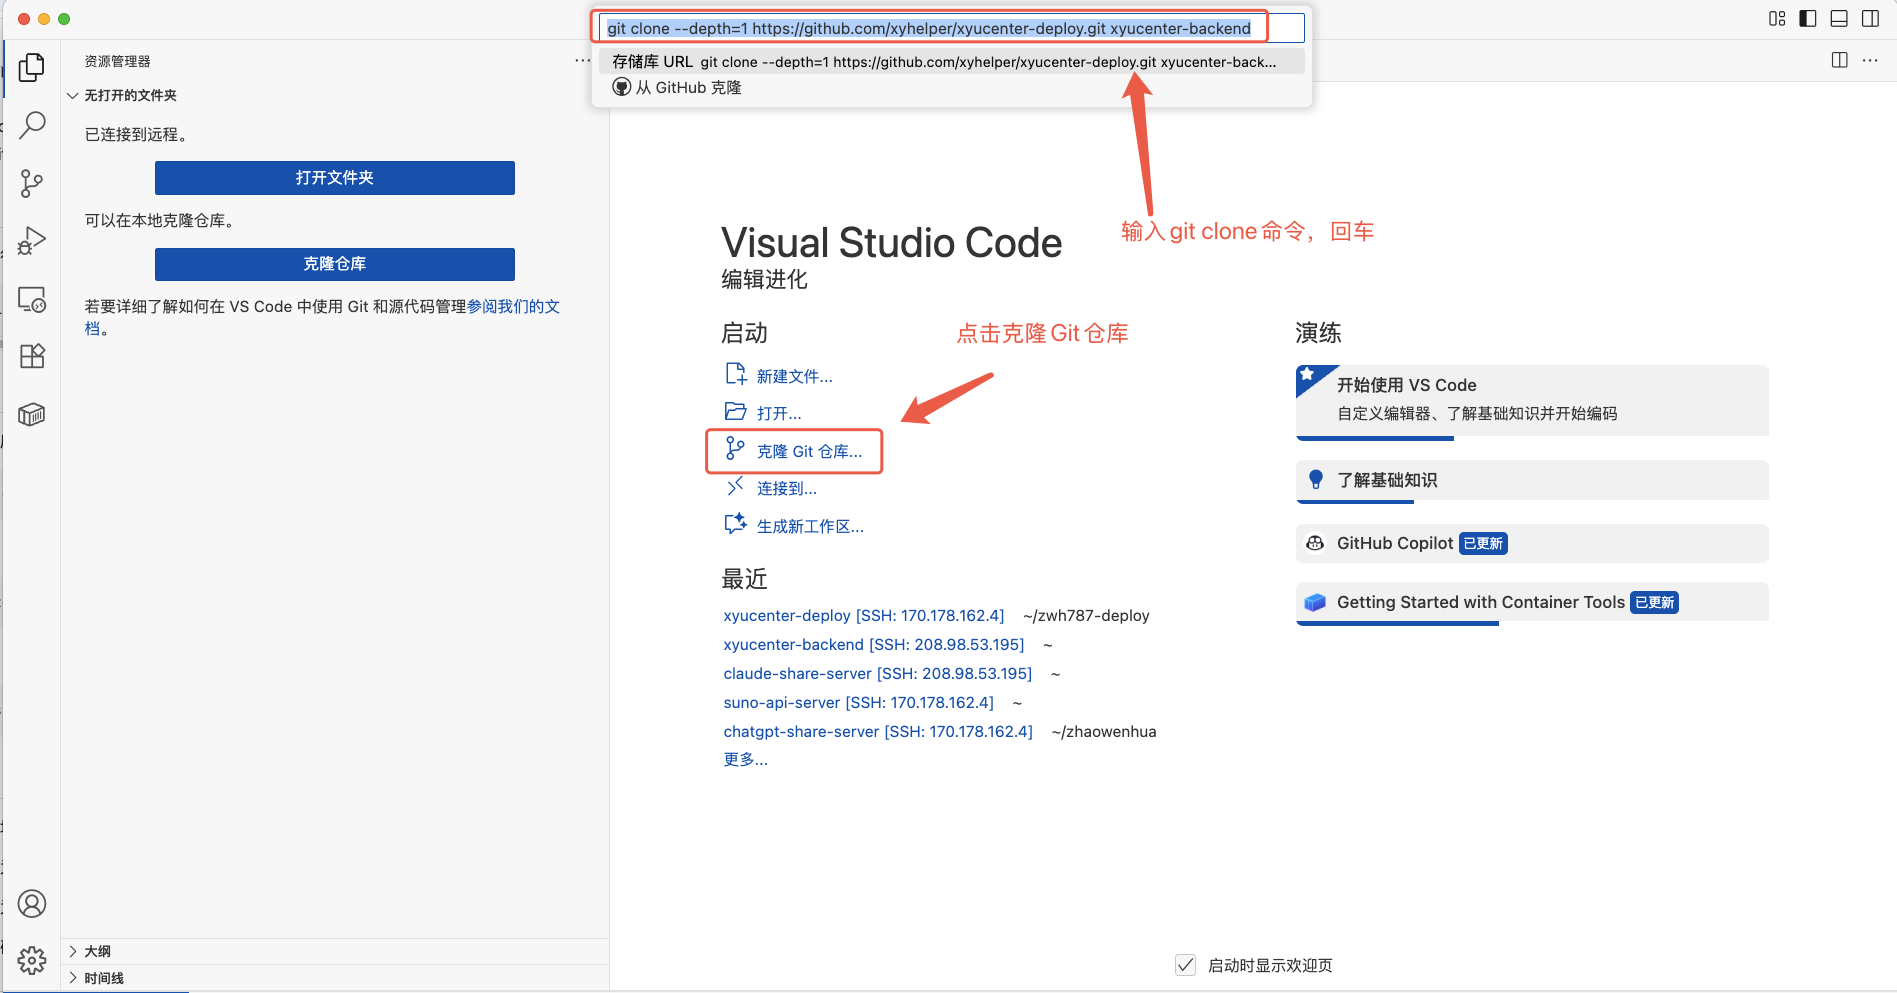 git clone --depth=1 https://github.com/xyhelper/xyucenter-deploy.git xyucenter-backend
存储库 URL git clone --depth=1 https://github.com/xyhelper/xyucenter-deploy.git xyucenter-back...
从 GitHub 克隆
资源管理器
无打开的文件夹
已连接到远程。
打开文件夹
可以在本地克隆仓库。
克隆仓库
若要详细了解如何在 VS Code 中使用 Git 和源代码管理参阅我们的文
档。
大纲
时间线
输入 git clone 命令，回车
Visual Studio Code
编辑进化
启动
点击克隆 Git 仓库
新建文件...
打开...
克隆 Git 仓库...
连接到...
生成新工作区...
最近
xyucenter-deploy [SSH: 170.178.162.4] ~/zwh787-deploy
xyucenter-backend [SSH: 208.98.53.195] ~
claude-share-server [SSH: 208.98.53.195] ~
suno-api-server [SSH: 170.178.162.4] ~
chatgpt-share-server [SSH: 170.178.162.4] ~/zhaowenhua
更多...
演练
开始使用 VS Code
自定义编辑器、了解基础知识并开始编码
了解基础知识
GitHub Copilot 已更新
Getting Started with Container Tools 已更新
启动时显示欢迎页